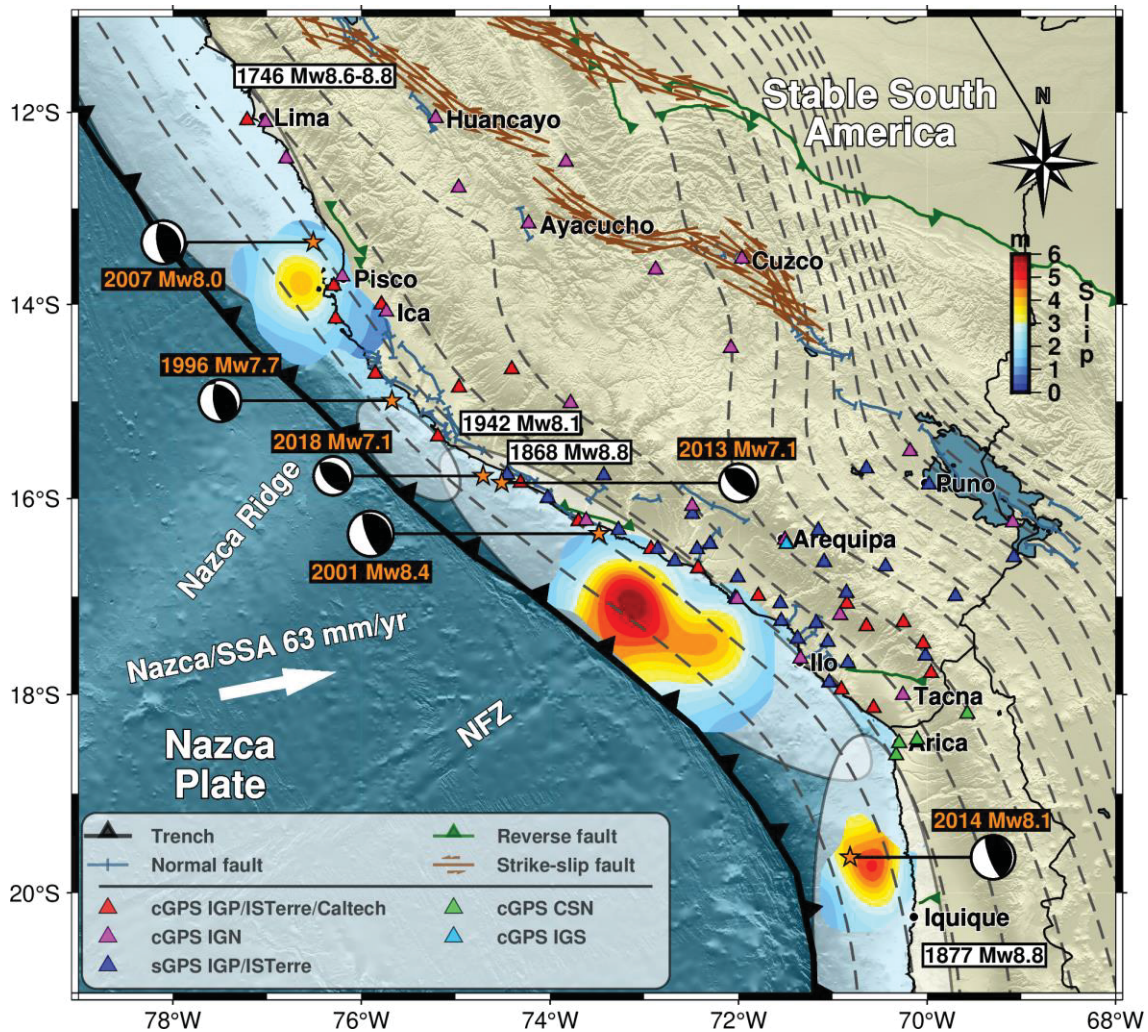 1746 Mw8.6-8.8
Stable South
America
N
12°S
Lima
Huancayo
Ayacucho
Cuzco
m
6
5
4
3
2
1
0
Slip
2007 Mw8.0
Pisco
14°S
Ica
1996 Mw7.7
1942 Mw8.1
2018 Mw7.1
1868 Mw8.8
2013 Mw7.1
Puno
16°S
Nazca Ridge
Arequipa
2001 Mw8.4
Nazca/SSA 63 mm/yr
Ilo
18°S
Tacna
NFZ
Arica
Nazca
Plate
Trench
Reverse fault
2014 Mw8.1
Normal fault
Strike-slip fault
20°S
cGPS IGP/ISTerre/Caltech
cGPS CSN
Iquique
cGPS IGN
cGPS IGS
1877 Mw8.8
sGPS IGP/ISTerre
78°W
76°W
74°W
72°W
70°W
68°W